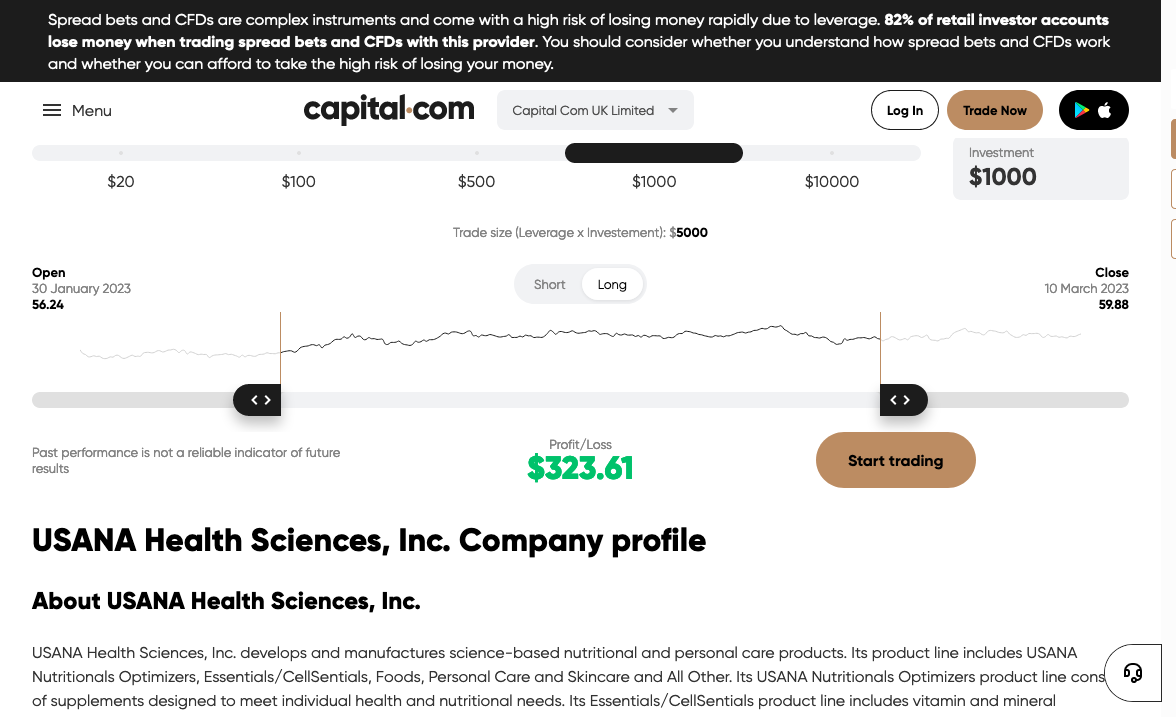 Spread bets and CFDs are complex instruments and come with a high risk of losing money rapidly due to leverage. 82% of retail investor accounts
lose money when trading spread bets and CFDs with this provider. You should consider whether you understand how spread bets and CFDs work
and whether you can afford to take the high risk of losing your money.
Menu
capital.com
Capital Com UK Limited
Log In
Trade Now
Investment
$1000
$20
$100
$500
$1000
$10000
Trade size (Leverage x Investement): $5000
Open
30 January 2023
56.24
Short
Long
Close
10 March 2023
59.88
Past performance is not a reliable indicator of future
results
Profit/Loss
$323.61
Start trading
USANA Health Sciences, Inc. Company profile
About USANA Health Sciences, Inc.
USANA Health Sciences, Inc. develops and manufactures science-based nutritional and personal care products. Its product line includes USANA
Nutritionals Optimizers, Essentials/CellSentials, Foods, Personal Care and Skincare and All Other. Its USANA Nutritionals Optimizers product line cons
of supplements designed to meet individual health and nutritional needs. Its Essentials/CellSentials product line includes vitamin and mineral